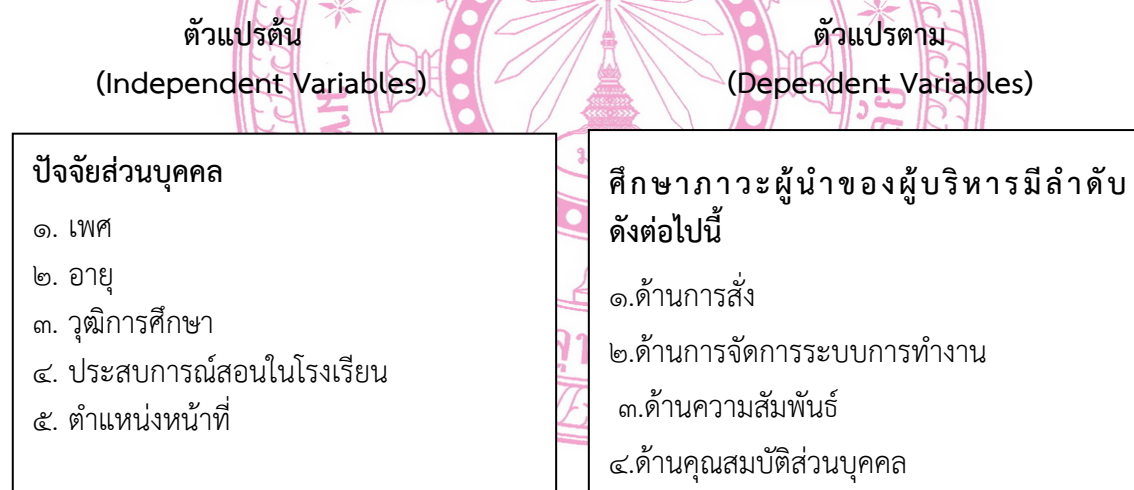 ตัวแปรต้น
(Independent Variables)
ตัวแปรตาม
(Dependent Variables)
ปัจจัยส่วนบุคคล
๑. เพศ
๒. อายุ
๓. วุฒิการศึกษา
๔. ประสบการณ์สอนในโรงเรียน
๕. ตำแหน่งหน้าที่
ศึกษาภาวะผู้นำของผู้บริหารมีลำดับ
ดังต่อไปนี้
๑.ด้านการสั่ง
๒.ด้านการจัดการระบบการทำงาน
๓.ด้านความสัมพันธ์
๔.ด้านคุณสมบัติส่วนบุคคล